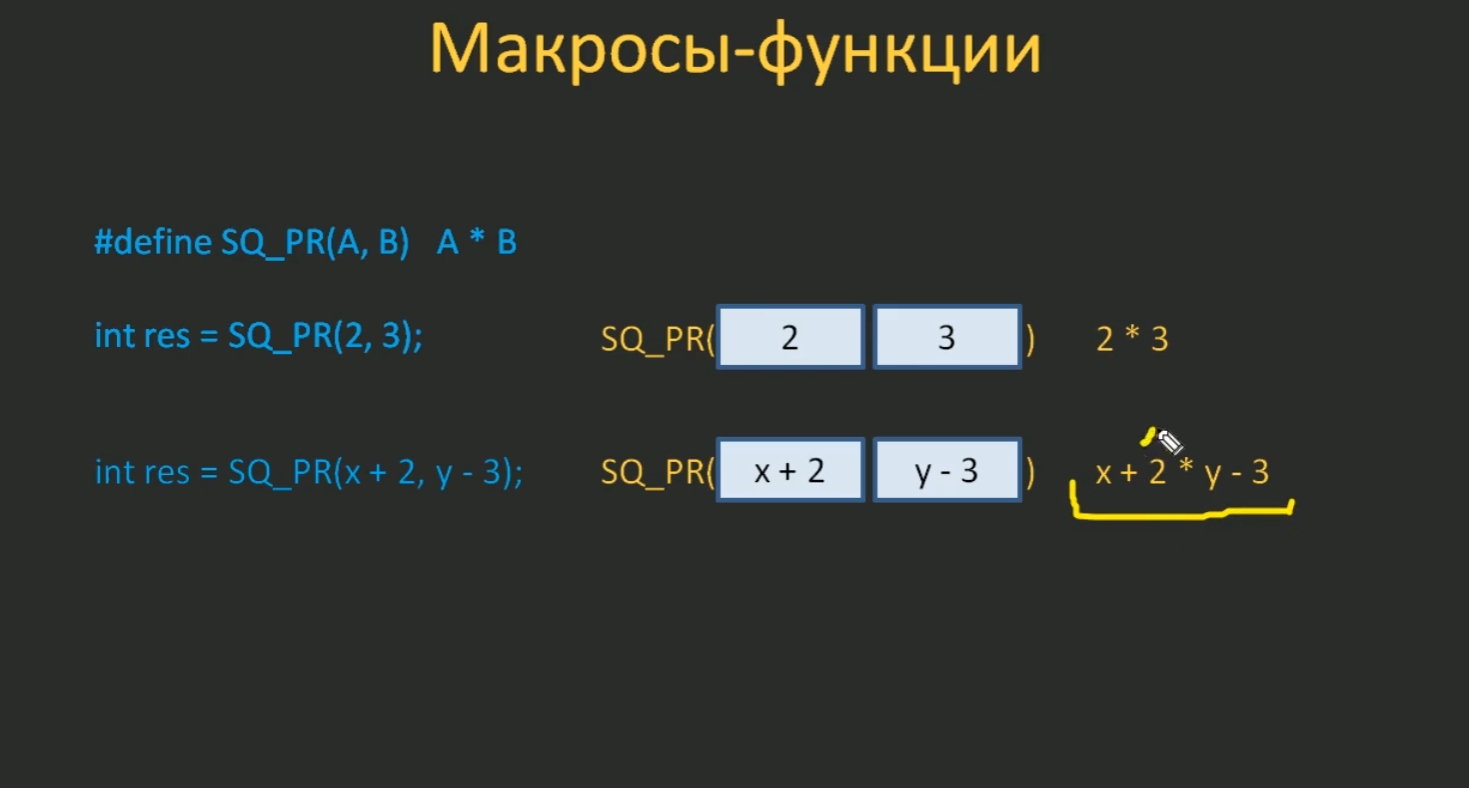 Макросы-функции
#define SQ_PR(A, B) A * B
int res = SQ_PR(2, 3); SQ_PR( 2 3 ) 2 * 3
int res = SQ_PR(x + 2, y - 3); SQ_PR( x + 2 y - 3 ) x + 2 * y - 3